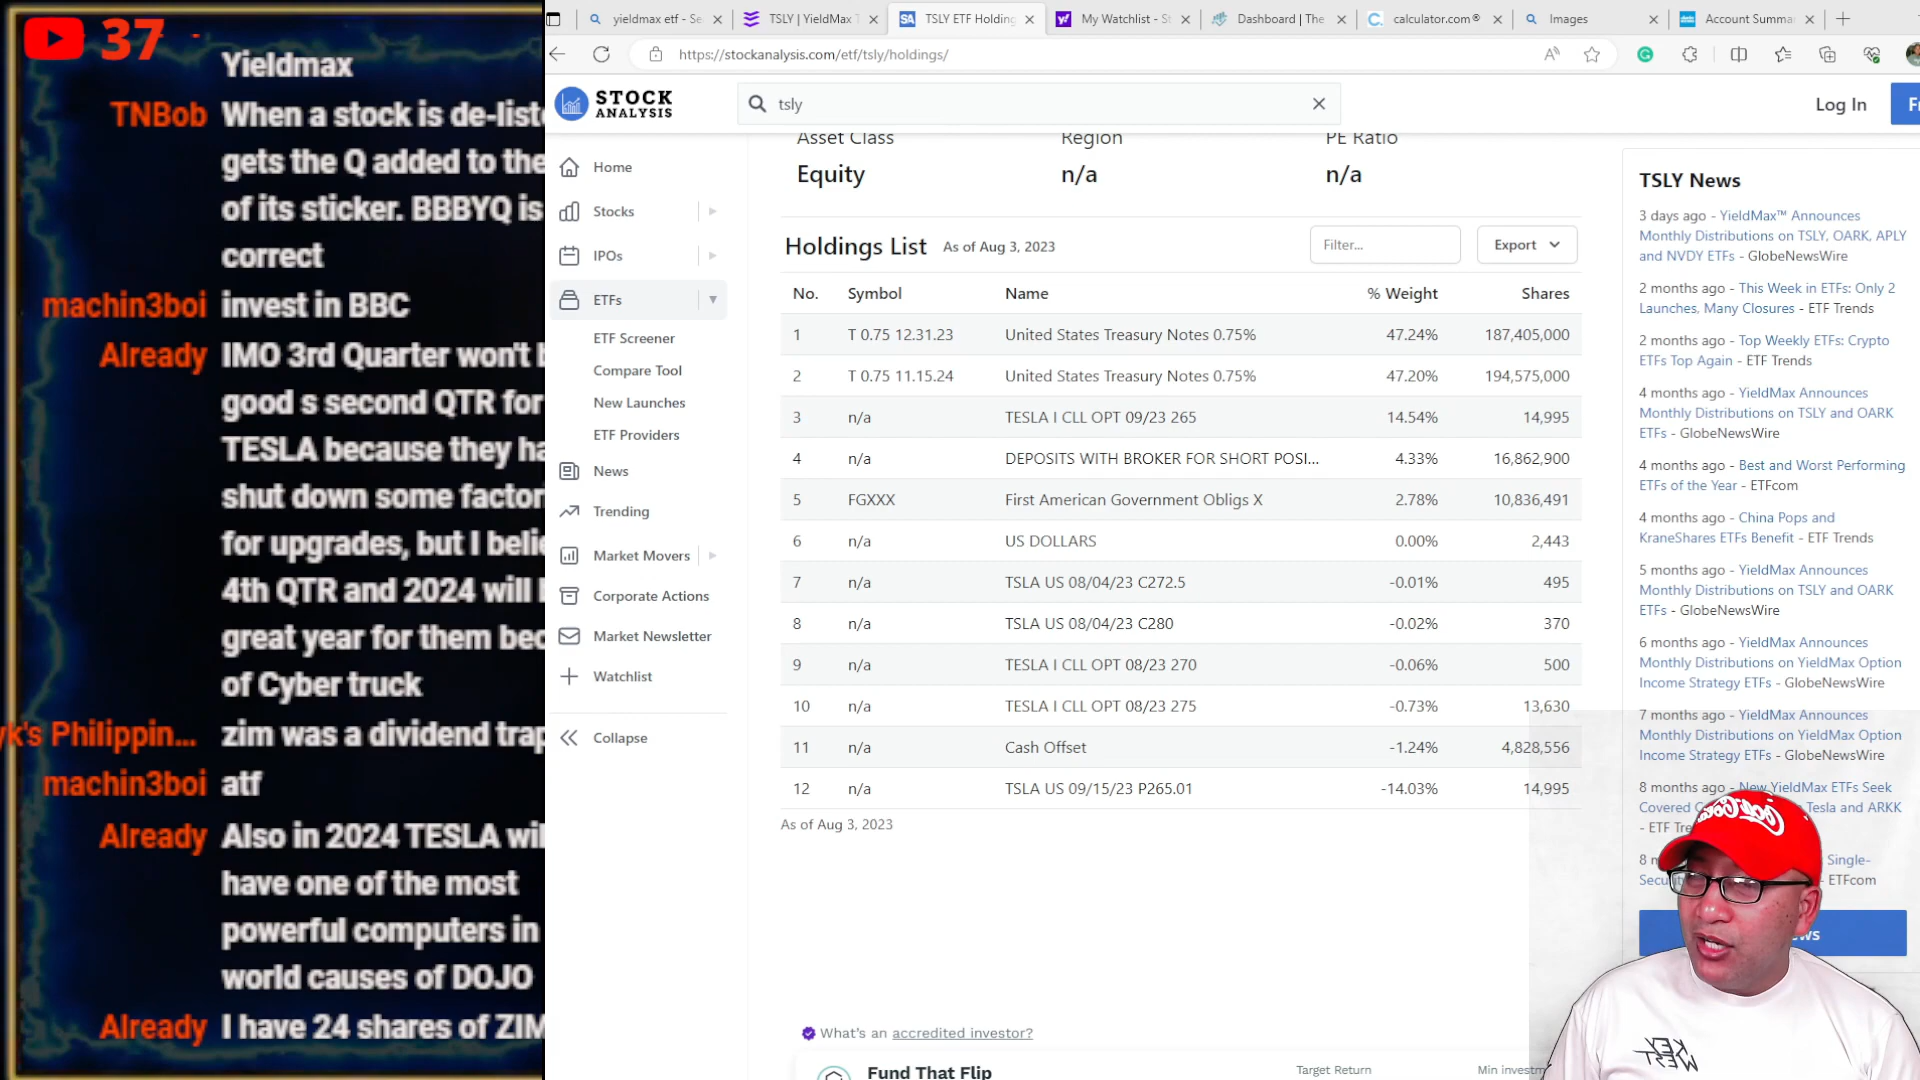 37
Yieldmax
TNBob When a stock is de-list
gets the Q added to the
of its sticker. BBBYQ is
correct
machin3boi invest in BBC
Already IMO 3rd Quarter won't
good s second QTR for
TESLA because they ha
shut down some factor
for upgrades, but I beli
4th QTR and 2024 will
great year for them bec
of Cyber truck
k's Philippin... zim was a dividend trap
machin3boi atf
Already Also in 2024 TESLA wil
have one of the most
powerful computers in
world causes of DOJO
Already I have 24 shares of ZIM
yieldmax etf - Se
TSLY | YieldMax T
TSLY ETF Holding
My Watchlist - St
Dashboard | The
calculator.com®
Images
Account Summa
https://stockanalysis.com/etf/tsly/holdings/
STOCK
ANALYSIS
tsly
Log In
Home
Stocks
IPOs
ETFs
ETF Screener
Compare Tool
New Launches
ETF Providers
News
Trending
Market Movers
Corporate Actions
Market Newsletter
Watchlist
Collapse
Asset Class Region PE Ratio
Equity n/a n/a
Holdings List As of Aug 3, 2023 Filter... Export
No. Symbol Name % Weight Shares
1 T 0.75 12.31.23 United States Treasury Notes 0.75% 47.24% 187,405,000
2 T 0.75 11.15.24 United States Treasury Notes 0.75% 47.20% 194,575,000
3 n/a TESLA I CLL OPT 09/23 265 14.54% 14,995
4 n/a DEPOSITS WITH BROKER FOR SHORT POSI... 4.33% 16,862,900
5 FGXXX First American Government Obligs X 2.78% 10,836,491
6 n/a US DOLLARS 0.00% 2,443
7 n/a TSLA US 08/04/23 C272.5 -0.01% 495
8 n/a TSLA US 08/04/23 C280 -0.02% 370
9 n/a TESLA I CLL OPT 08/23 270 -0.06% 500
10 n/a TESLA I CLL OPT 08/23 275 -0.73% 13,630
11 n/a Cash Offset -1.24% 4,828,556
12 n/a TSLA US 09/15/23 P265.01 -14.03% 14,995
As of Aug 3, 2023
What's an accredited investor?
Fund That Flip Target Return Min investm
TSLY News
3 days ago - YieldMax™ Announces
Monthly Distributions on TSLY, OARK, APLY
and NVDY ETFs - GlobeNewsWire
2 months ago - This Week in ETFs: Only 2
Launches, Many Closures - ETF Trends
2 months ago - Top Weekly ETFs: Crypto
ETFs Top Again - ETF Trends
4 months ago - YieldMax Announces
Monthly Distributions on TSLY and OARK
ETFs - GlobeNewsWire
4 months ago - Best and Worst Performing
ETFs of the Year - ETFcom
4 months ago - China Pops and
KraneShares ETFs Benefit - ETF Trends
5 months ago - YieldMax Announces
Monthly Distributions on TSLY and OARK
ETFs - GlobeNewsWire
6 months ago - YieldMax Announces
Monthly Distributions on YieldMax Option
Income Strategy ETFs - GlobeNewsWire
7 months ago - YieldMax Announces
Monthly Distributions on YieldMax Option
Income Strategy ETFs - GlobeNewsWire
8 months ago - New YieldMax ETFs Seek
Covered Tesla and ARKK
- ETF Tre
8 m Single-
Secu ETFcom
Coca-Cola
KEY
WEST